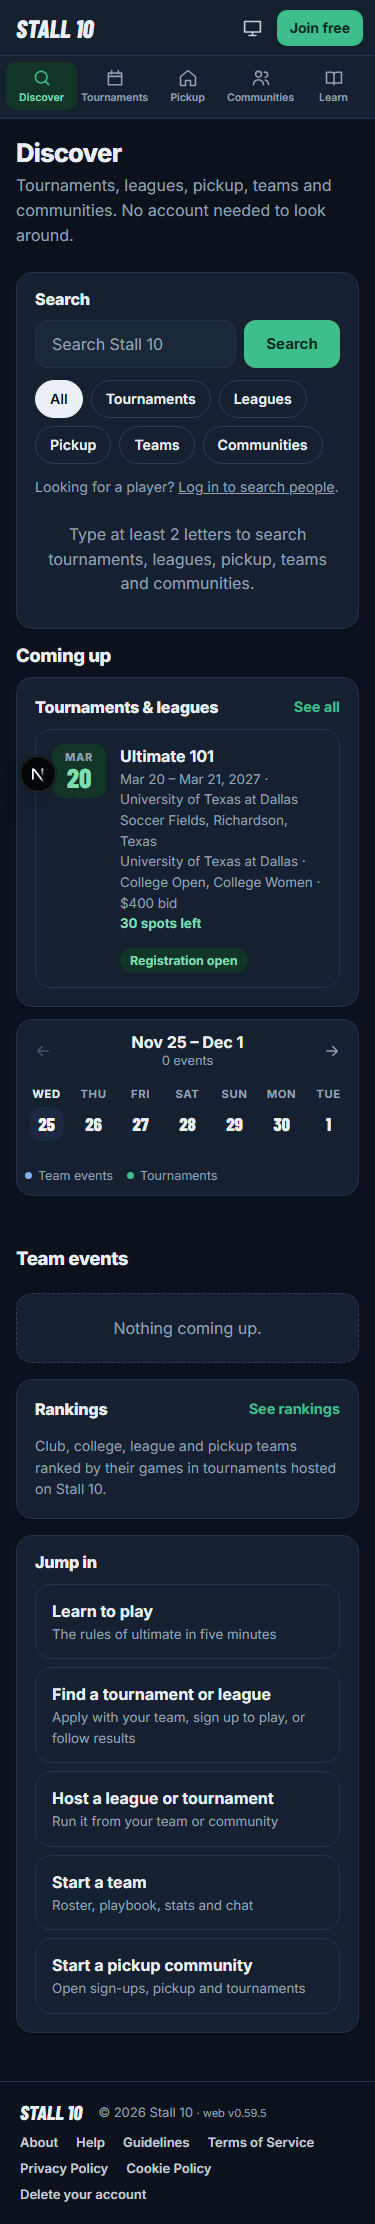 STALL 10
Join free
Discover
Tournaments
Pickup
Communities
Learn
Discover
Tournaments, leagues, pickup, teams and
communities. No account needed to look
around.
Search
Search Stall 10
Search
All
Tournaments
Leagues
Pickup
Teams
Communities
Looking for a player? Log in to search people.
Type at least 2 letters to search
tournaments, leagues, pickup, teams
and communities.
Coming up
Tournaments & leagues
See all
MAR
20
N
Ultimate 101
Mar 20 – Mar 21, 2027 ·
University of Texas at Dallas
Soccer Fields, Richardson,
Texas
University of Texas at Dallas ·
College Open, College Women ·
$400 bid
30 spots left
Registration open
← Nov 25 – Dec 1 →
0 events
WED THU FRI SAT SUN MON TUE
25 26 27 28 29 30 1
Team events
Tournaments
Team events
Nothing coming up.
Rankings
See rankings
Club, college, league and pickup teams
ranked by their games in tournaments hosted
on Stall 10.
Jump in
Learn to play
The rules of ultimate in five minutes
Find a tournament or league
Apply with your team, sign up to play, or
follow results
Host a league or tournament
Run it from your team or community
Start a team
Roster, playbook, stats and chat
Start a pickup community
Open sign-ups, pickup and tournaments
STALL 10 © 2026 Stall 10 · web v0.59.5
About Help Guidelines Terms of Service
Privacy Policy Cookie Policy
Delete your account